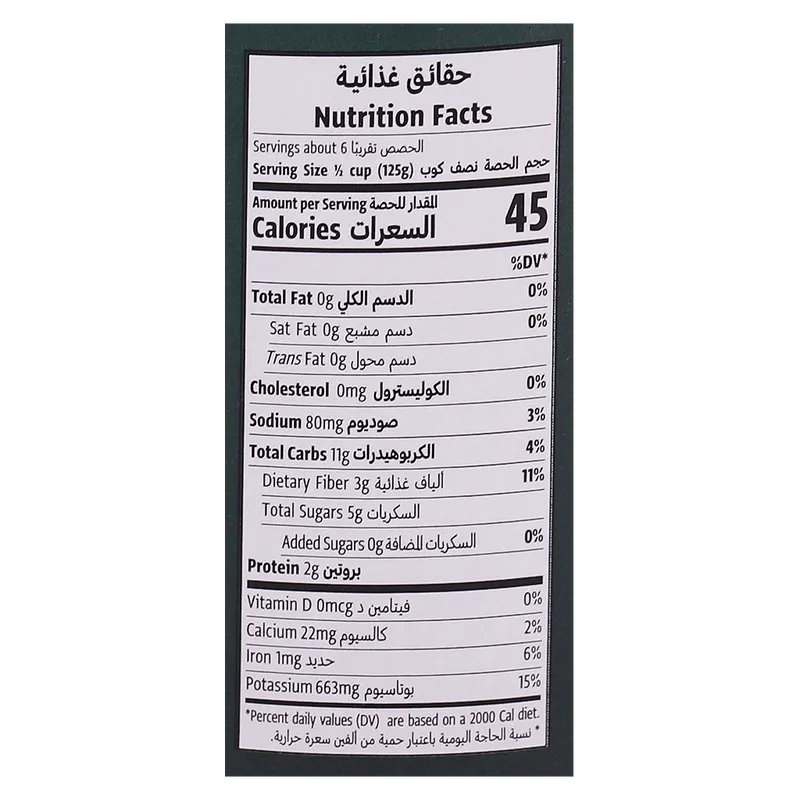 حقائق غذائية
Nutrition Facts
Servings about 6 الحصص تقريبًا
Serving Size ½ cup (125g) حجم الحصة نصف كوب
Amount per Serving المقدار للحصة
Calories السعرات 45
%DV*
Total Fat 0g الدسم الكلي 0%
Sat Fat 0g دسم مشبع 0%
Trans Fat 0g دسم محول
Cholesterol 0mg الكوليسترول 0%
Sodium 80mg صوديوم 3%
Total Carbs 11g الكربوهيدرات 4%
Dietary Fiber 3g ألياف غذائية 11%
Total Sugars 5g السكريات
Added Sugars 0g السكريات المضافة 0%
Protein 2g بروتين
Vitamin D 0mcg فيتامين د 0%
Calcium 22mg كالسيوم 2%
Iron 1mg حديد 6%
Potassium 663mg بوتاسيوم 15%
*Percent daily values (DV) are based on a 2000 Cal diet.
* نسبة الحاجة اليومية باعتبار حمية من ألفين سعرة حرارية.